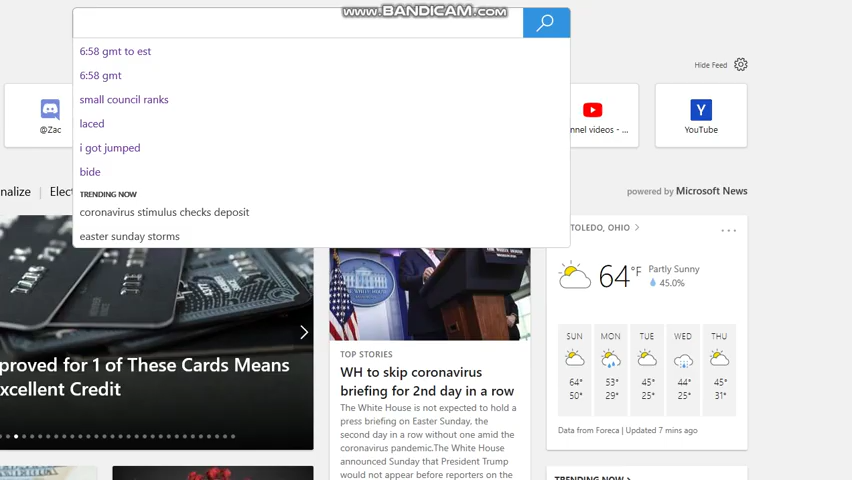 WWW.BANDICAM.COM
6:58 gmt to est
6:58 gmt
small council ranks
laced
i got jumped
bide
TRENDING NOW
coronavirus stimulus checks deposit
easter sunday storms
Hide Feed
@Zac
nnel videos - ...
Y
YouTube
nalize
Elect
powered by Microsoft News
proved for 1 of These Cards Means
xcellent Credit
TOP STORIES
WH to skip coronavirus
briefing for 2nd day in a row
The White House is not expected to hold a
press briefing on Easter Sunday, the
second day in a row without one amid the
coronavirus pandemic.The White House
announced Sunday that President Trump
would not appear before reporters on the
TOLEDO, OHIO
64°F
Partly Sunny
45.0%
SUN MON TUE WED THU
64° 53° 45° 44° 45°
50° 29° 25° 25° 31°
Data from Foreca | Updated 7 mins ago
TRENDING NOW